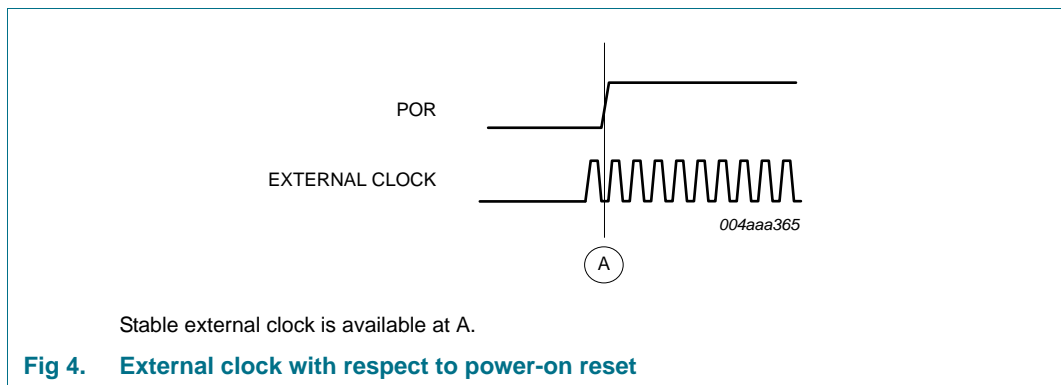 POR
EXTERNAL CLOCK
004aaa365
A
Stable external clock is available at A.
Fig 4. External clock with respect to power-on reset